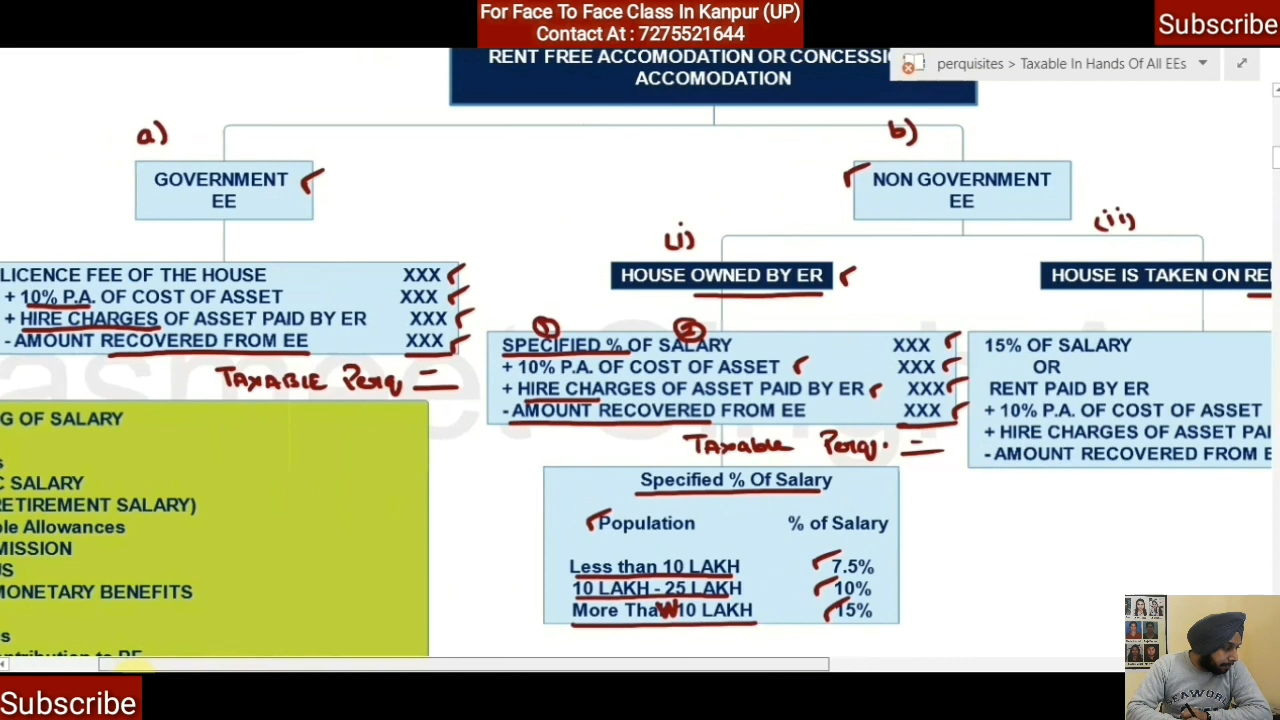 For Face To Face Class In Kanpur (UP)
Contact At : 7275521644
Subscribe
RENT FREE ACCOMODATION OR CONCESSI
ACCOMODATION
perquisites > Taxable In Hands Of All EEs
a)
b)
GOVERNMENT
EE
NON GOVERNMENT
EE
(i)
(ii)
HOUSE OWNED BY ER
HOUSE IS TAKEN ON RE
LICENCE FEE OF THE HOUSE XXX
+ 10% P.A. OF COST OF ASSET XXX
+ HIRE CHARGES OF ASSET PAID BY ER XXX
- AMOUNT RECOVERED FROM EE XXX
TAXABLE Perq =
1 2
SPECIFIED % OF SALARY XXX
+ 10% P.A. OF COST OF ASSET XXX
+ HIRE CHARGES OF ASSET PAID BY ER XXX
- AMOUNT RECOVERED FROM EE XXX
Taxable Perq. =
15% OF SALARY
OR
RENT PAID BY ER
+ 10% P.A. OF COST OF ASSET
+ HIRE CHARGES OF ASSET PAI
- AMOUNT RECOVERED FROM E
G OF SALARY
s
C SALARY
RETIREMENT SALARY)
ble Allowances
MISSION
US
MONETARY BENEFITS
s
ntribution to PF
Specified % Of Salary
Population % of Salary
Less than 10 LAKH 7.5%
10 LAKH - 25 LAKH 10%
More Than 10 LAKH 15%
Subscribe